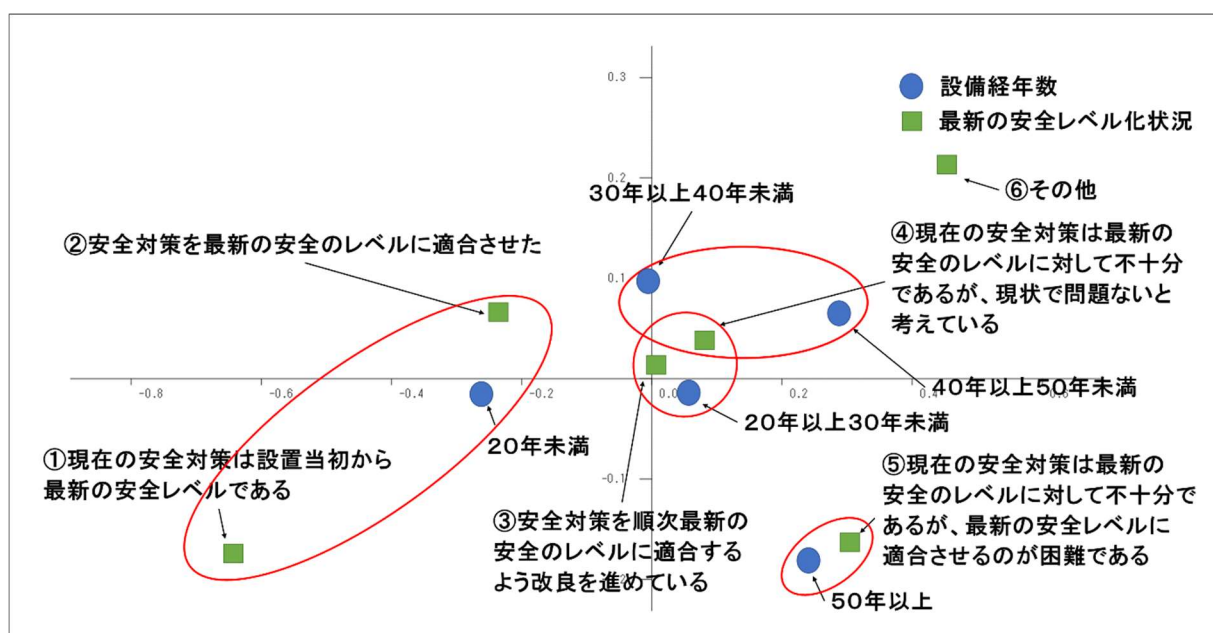 0.3
設備経年数
最新の安全レベル化状況
0.2
30年以上40年未満
⑥その他
②安全対策を最新の安全のレベルに適合させた
④現在の安全対策は最新の
安全のレベルに対して不十分
であるが、現状で問題ないと
考えている
0.1
-0.8
-0.6
-0.4
-0.2
0.0
0.2
0.4
40年以上50年未満
20年未満
20年以上30年未満
①現在の安全対策は設置当初から
最新の安全レベルである
-0.1
⑤現在の安全対策は最新の
安全のレベルに対して不十分で
あるが、最新の安全レベルに
適合させるのが困難である
③安全対策を順次最新の
安全のレベルに適合する
よう改良を進めている
50年以上